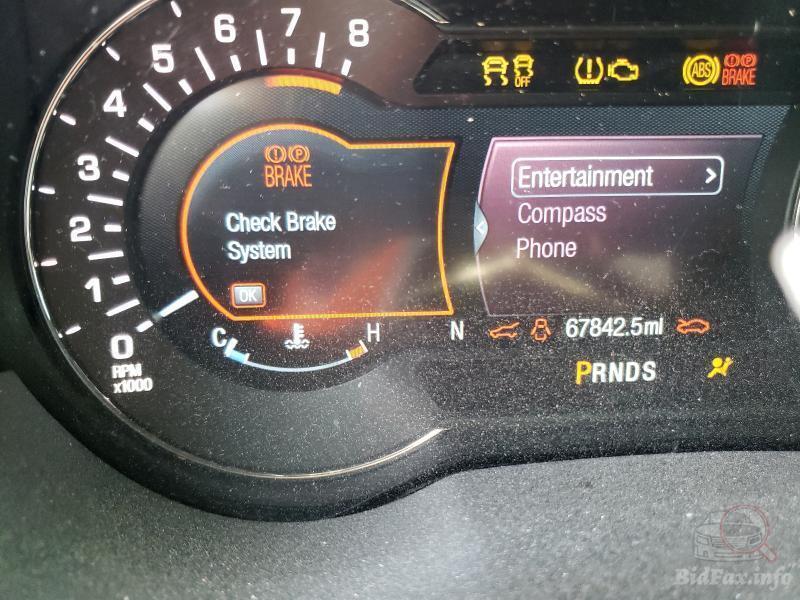 8
7
6
5
4
3
2
1
0
RPM
x1000
OFF
ABS
P
BRAKE
P
BRAKE
Check Brake
System
OK
C
H
Entertainment >
Compass
Phone
N
67842.5mi
PRNDS
BidFax.info